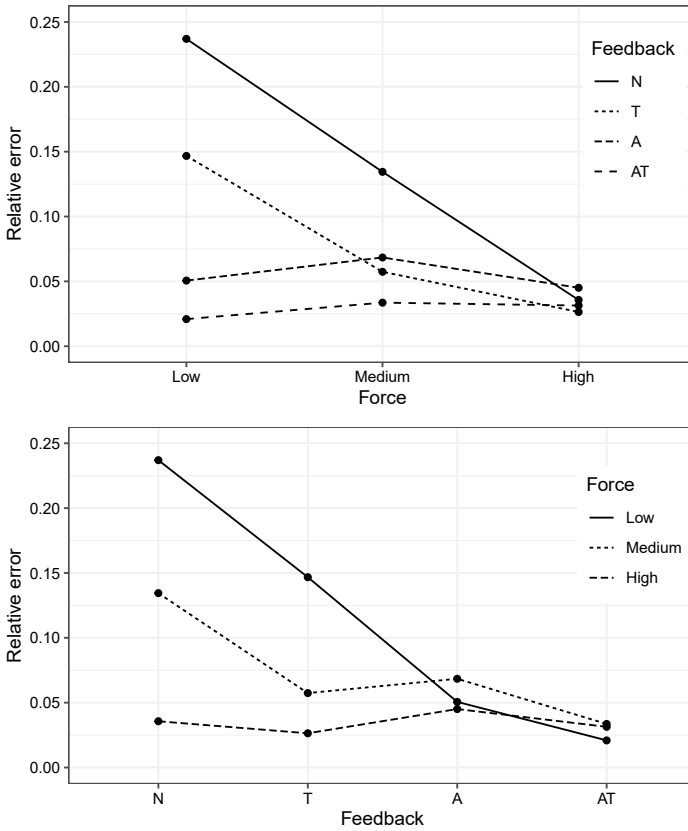 0.25
0.20
0.15
0.10
0.05
0.00
Relative error
Feedback
N
T
A
AT
Low Medium High
Force
0.25
0.20
0.15
0.10
0.05
0.00
Relative error
Force
Low
Medium
High
N T A AT
Feedback